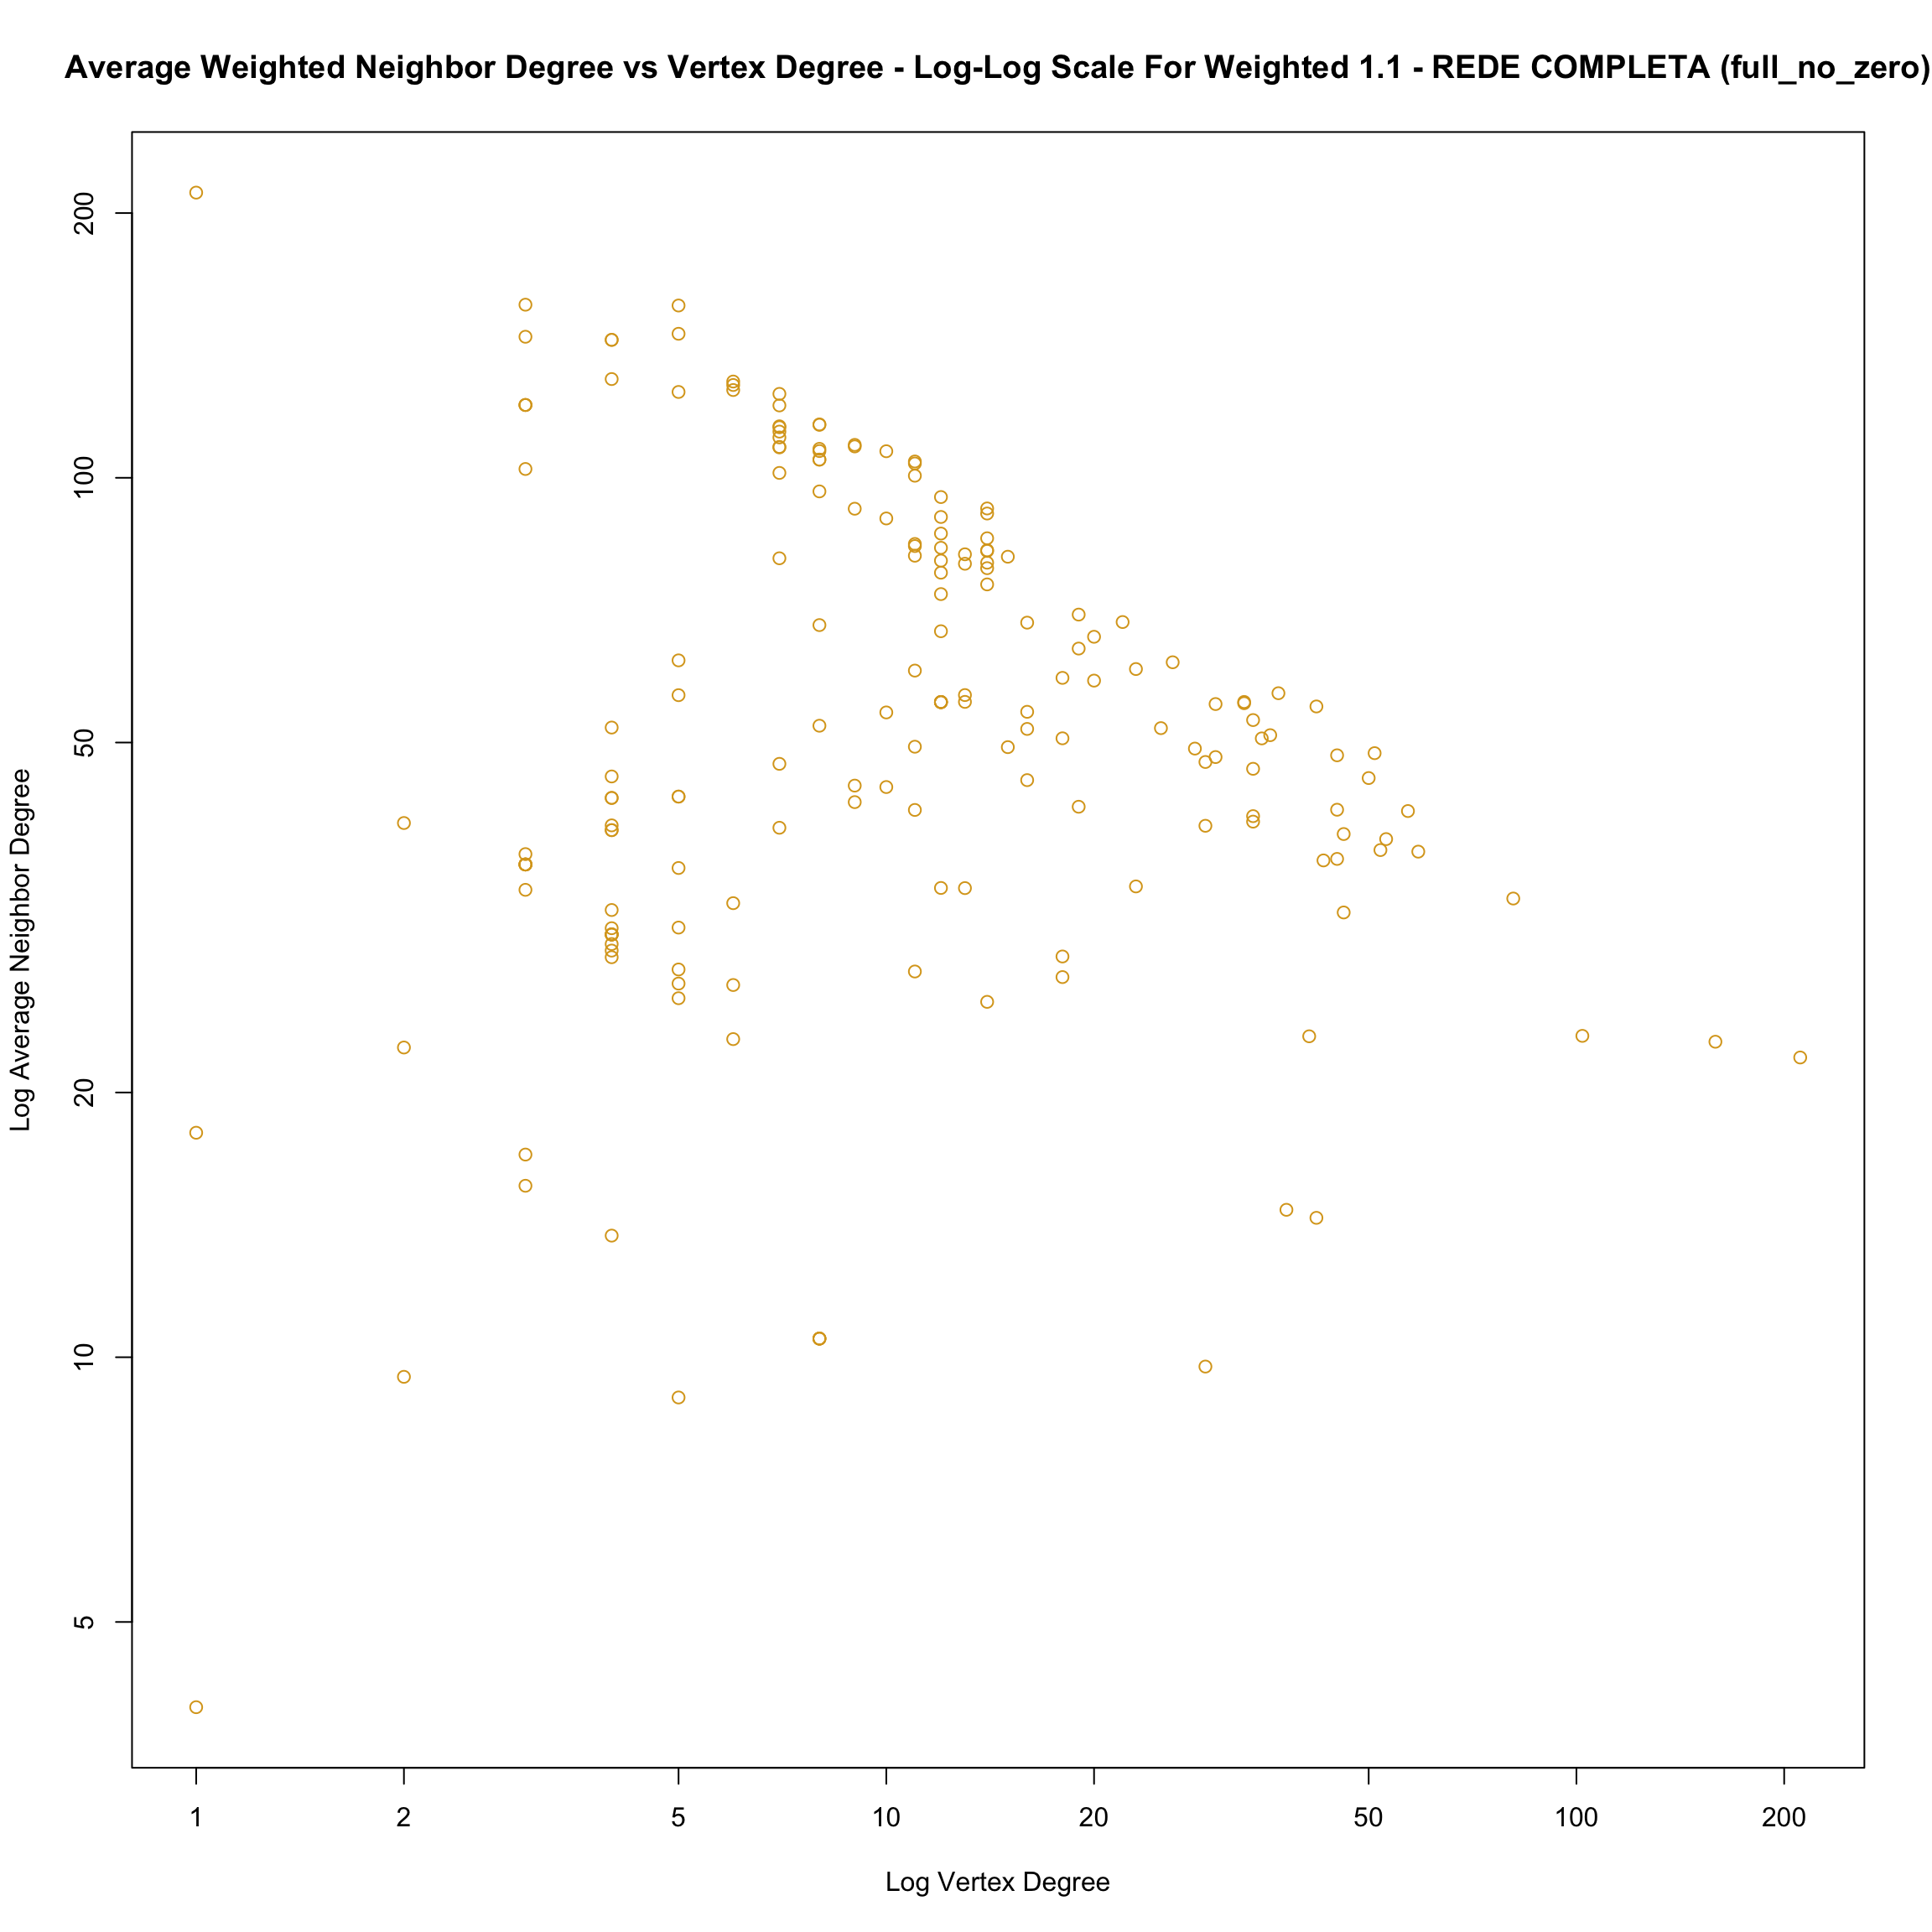 Average Weighted Neighbor Degree vs Vertex Degree - Log-Log Scale For Weighted 1.1 - REDE COMPLETA (full_no_zero)
Log Average Neighbor Degree
200
100
50
20
10
5
1 2 5 10 20 50 100 200
Log Vertex Degree